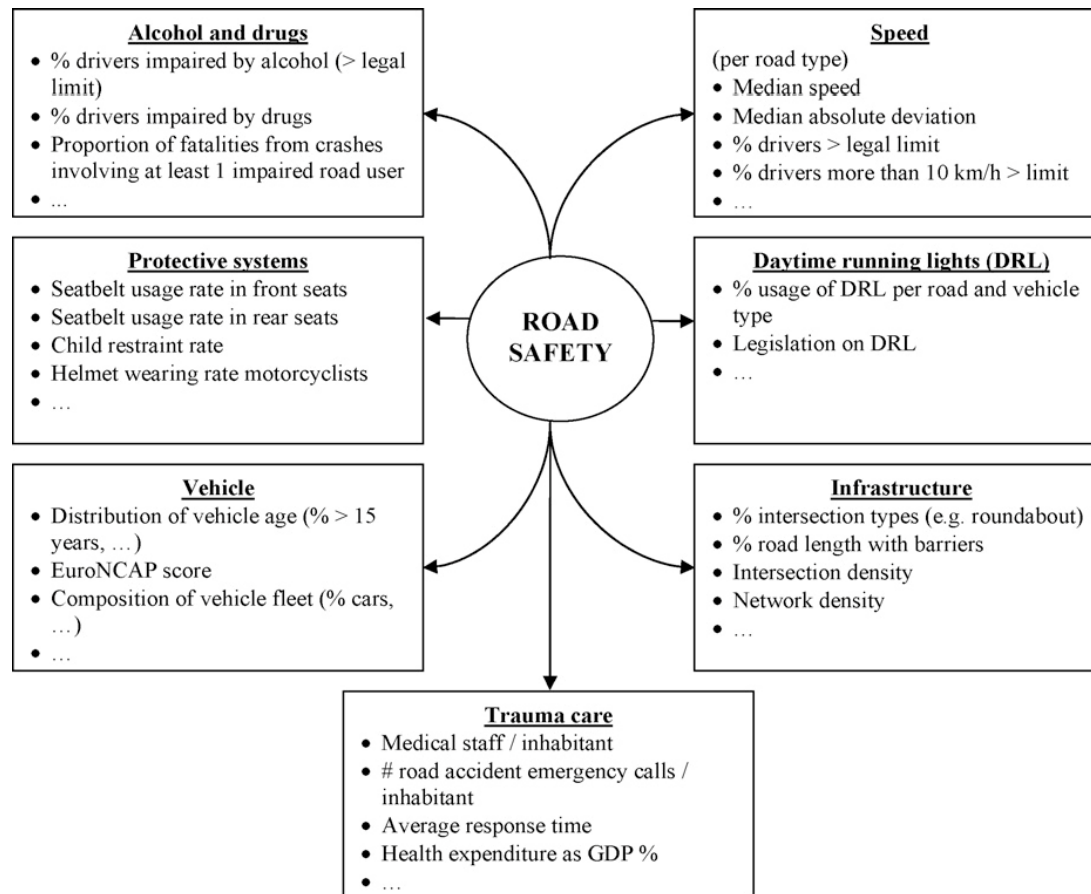 Alcohol and drugs
• % drivers impaired by alcohol (> legal
limit)
• % drivers impaired by drugs
• Proportion of fatalities from crashes
involving at least 1 impaired road user
• ...
Speed
(per road type)
• Median speed
• Median absolute deviation
• % drivers > legal limit
• % drivers more than 10 km/h > limit
• …
Protective systems
• Seatbelt usage rate in front seats
• Seatbelt usage rate in rear seats
• Child restraint rate
• Helmet wearing rate motorcyclists
• …
ROAD
SAFETY
Daytime running lights (DRL)
• % usage of DRL per road and vehicle
type
• Legislation on DRL
• …
Vehicle
• Distribution of vehicle age (% > 15
years, …)
• EuroNCAP score
• Composition of vehicle fleet (% cars,
…)
• …
Infrastructure
• % intersection types (e.g. roundabout)
• % road length with barriers
• Intersection density
• Network density
• …
Trauma care
• Medical staff / inhabitant
• # road accident emergency calls /
inhabitant
• Average response time
• Health expenditure as GDP %
• …